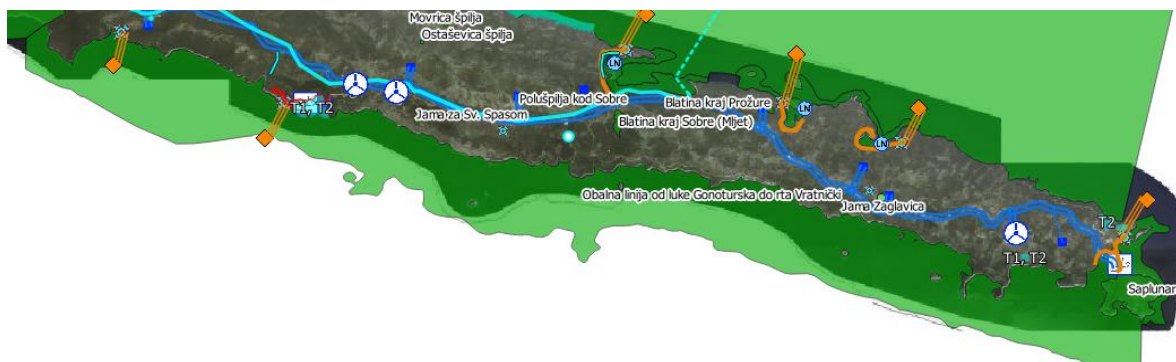 Movrica špilja
Ostaševica špilja
LN
T1, T2
Polušpilja kod Sobre
Jama za Sv. Spasom
Blatina kraj Prožure
LN
Blatina kraj Sobre (Mljet)
LN
Obalna linija od luke Gonoturska do rta Vratnički
Jama Zaglavica
T2
T1, T2
Saplunar